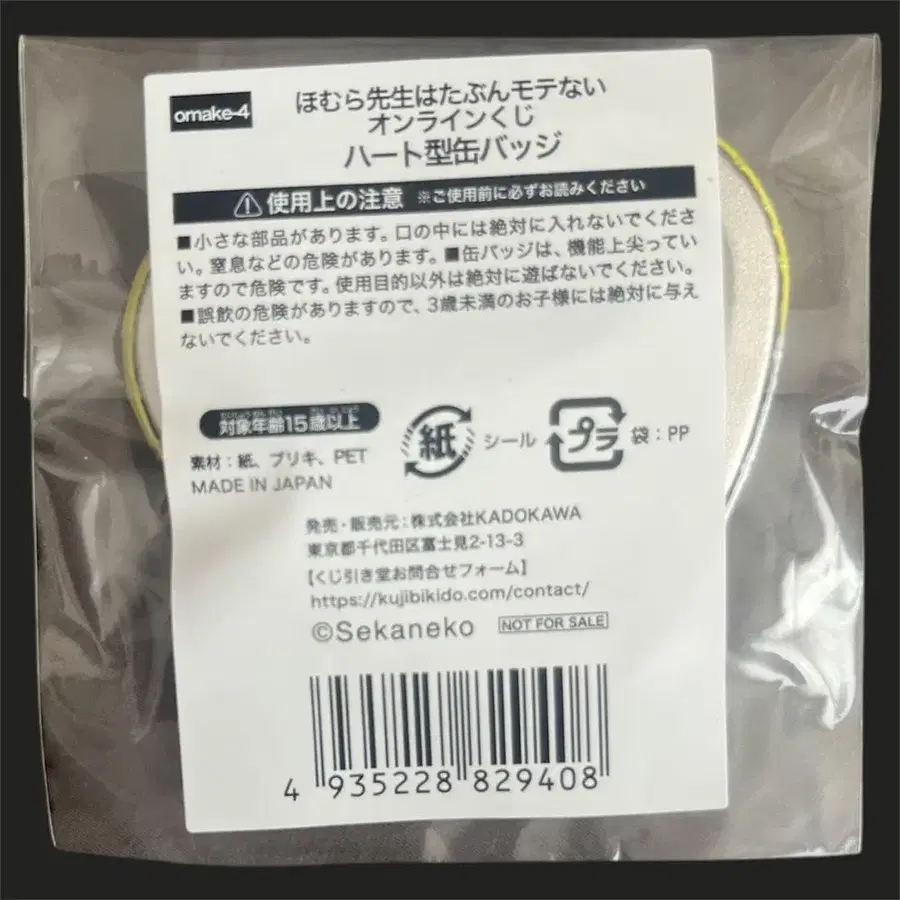 omake-4
ほむら先生はたぶんモテない
オンラインくじ
ハート型缶バッジ
使用上の注意 ※ご使用前に必ずお読みください
■小さな部品があります。口の中には絶対に入れないでくださ
い。窒息などの危険があります。■缶バッジは、機能上尖ってい
ますので危険です。使用目的以外は絶対に遊ばないでください。
■誤飲の危険がありますので、3歳未満のお子様には絶対に与え
ないでください。
対象年齢15歳以上
紙 シール プラ 袋：PP
素材：紙、ブリキ、PET
MADE IN JAPAN
発売・販売元：株式会社KADOKAWA
東京都千代田区富士見2-13-3
【くじ引き堂お問合せフォーム】
https://kujibikido.com/contact/
©Sekaneko NOT FOR SALE
4 935228 829408